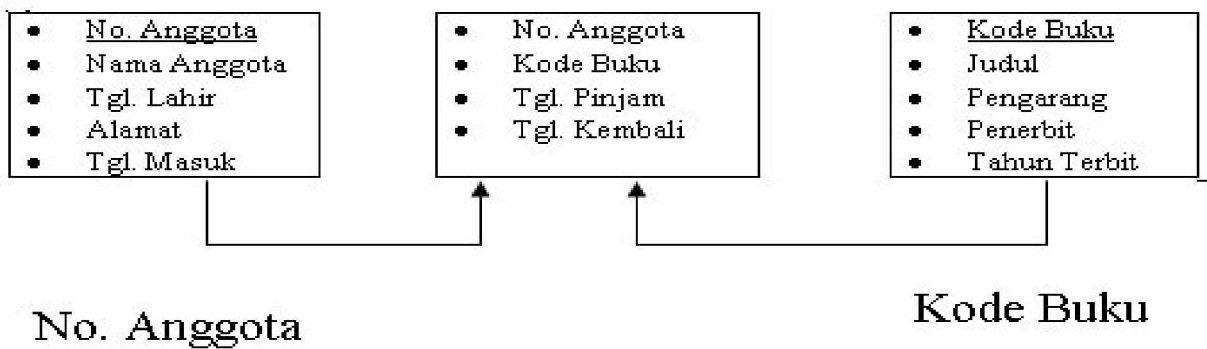 No. Anggota
Nama Anggota
Tgl. Lahir
Alamat
Tgl. Masuk
No. Anggota
Kode Buku
Tgl. Pinjam
Tgl. Kembali
Kode Buku
Judul
Pengarang
Penerbit
Tahun Terbit
No. Anggota
Kode Buku